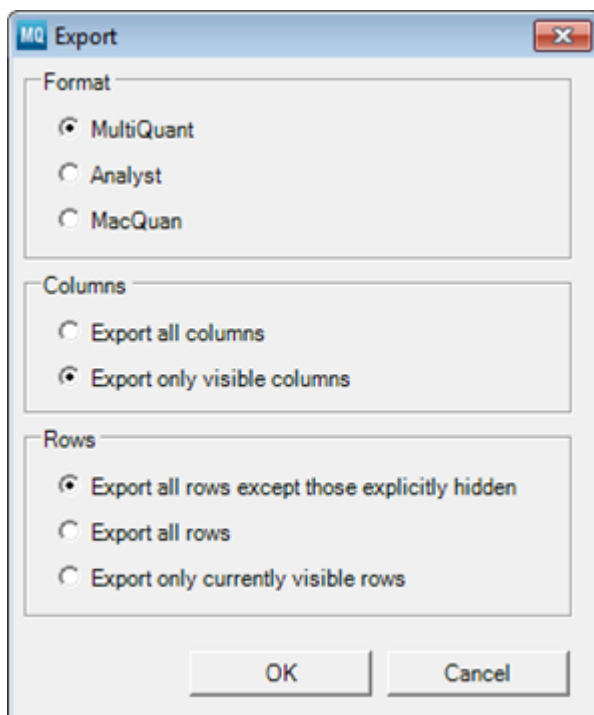 MQ Export
Format
MultiQuant
Analyst
MacQuan
Columns
Export all columns
Export only visible columns
Rows
Export all rows except those explicitly hidden
Export all rows
Export only currently visible rows
OK Cancel